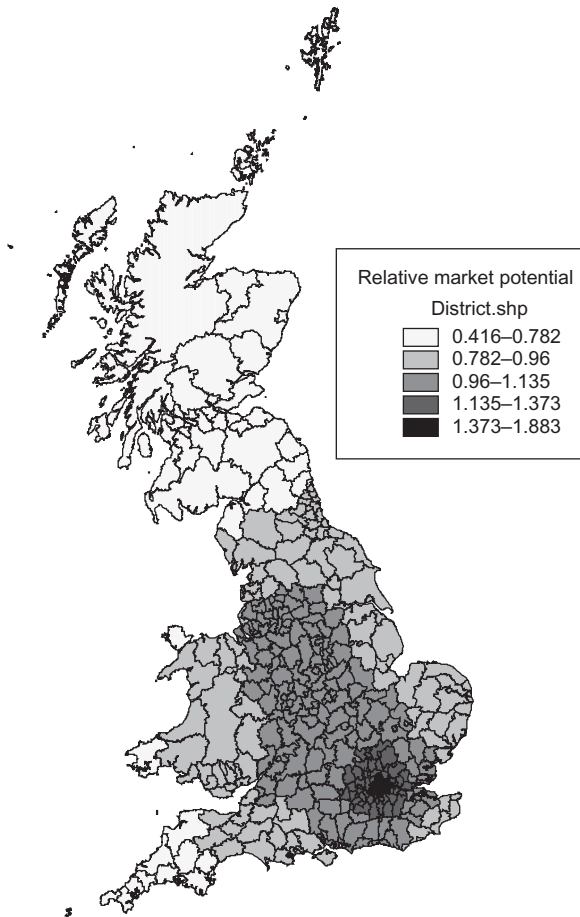 Relative market potential
District.shp
0.416–0.782
0.782–0.96
0.96–1.135
1.135–1.373
1.373–1.883